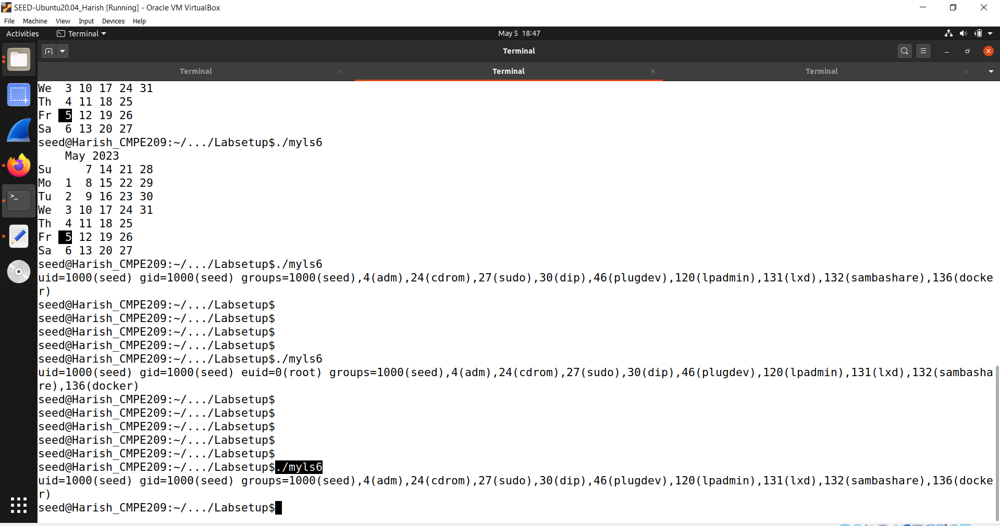 SEED-Ubuntu20.04_Harish [Running] - Oracle VM VirtualBox
File Machine View Input Devices Help
Activities Terminal May 5 18:47
Terminal
Terminal Terminal Terminal
We  3 10 17 24 31
Th  4 11 18 25
Fr  5 12 19 26
Sa  6 13 20 27
seed@Harish_CMPE209:~/.../Labsetup$./myls6
    May 2023
Su     7 14 21 28
Mo  1  8 15 22 29
Tu  2  9 16 23 30
We  3 10 17 24 31
Th  4 11 18 25
Fr  5 12 19 26
Sa  6 13 20 27
seed@Harish_CMPE209:~/.../Labsetup$./myls6
uid=1000(seed) gid=1000(seed) groups=1000(seed),4(adm),24(cdrom),27(sudo),30(dip),46(plugdev),120(lpadmin),131(lxd),132(sambashare),136(docke
r)
seed@Harish_CMPE209:~/.../Labsetup$
seed@Harish_CMPE209:~/.../Labsetup$
seed@Harish_CMPE209:~/.../Labsetup$
seed@Harish_CMPE209:~/.../Labsetup$
seed@Harish_CMPE209:~/.../Labsetup$./myls6
uid=1000(seed) gid=1000(seed) euid=0(root) groups=1000(seed),4(adm),24(cdrom),27(sudo),30(dip),46(plugdev),120(lpadmin),131(lxd),132(sambasha
re),136(docker)
seed@Harish_CMPE209:~/.../Labsetup$
seed@Harish_CMPE209:~/.../Labsetup$
seed@Harish_CMPE209:~/.../Labsetup$
seed@Harish_CMPE209:~/.../Labsetup$
seed@Harish_CMPE209:~/.../Labsetup$
seed@Harish_CMPE209:~/.../Labsetup$./myls6
uid=1000(seed) gid=1000(seed) groups=1000(seed),4(adm),24(cdrom),27(sudo),30(dip),46(plugdev),120(lpadmin),131(lxd),132(sambashare),136(docke
r)
seed@Harish_CMPE209:~/.../Labsetup$